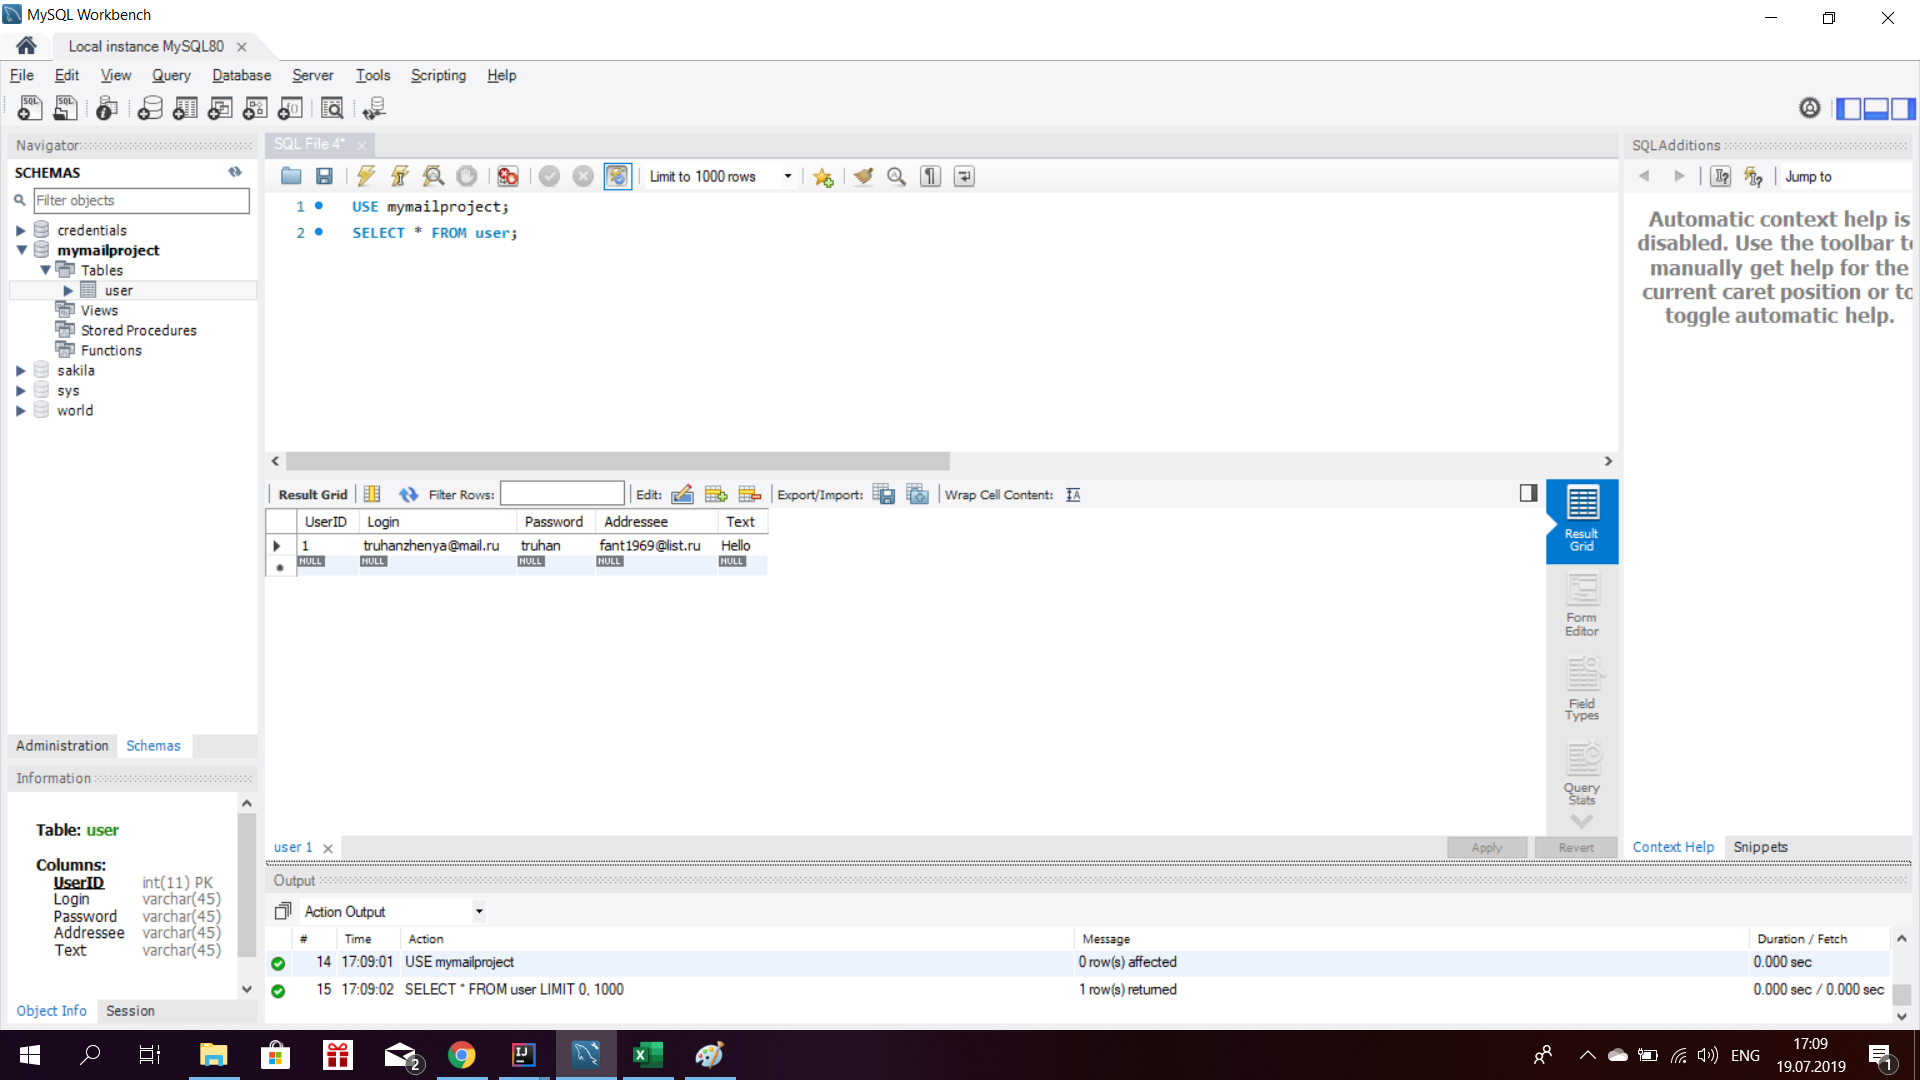 MySQL Workbench
Local instance MySQL80
File Edit View Query Database Server Tools Scripting Help
Navigator
SCHEMAS
Filter objects
credentials
mymailproject
Tables
user
Views
Stored Procedures
Functions
sakila
sys
world
Administration Schemas
Information
Table: user
Columns:
UserID int(11) PK
Login varchar(45)
Password varchar(45)
Addressee varchar(45)
Text varchar(45)
Object Info Session
SQL File 4*
Limit to 1000 rows
1 USE mymailproject;
2 SELECT * FROM user;
Result Grid Filter Rows: Edit: Export/Import: Wrap Cell Content:
UserID Login Password Addressee Text
1 truhanzhenya@mail.ru truhan fant1969@list.ru Hello
NULL NULL NULL NULL NULL
Result
Grid
Form
Editor
Field
Types
Query
Stats
user 1
Apply Revert
SQLAdditions
Jump to
Automatic context help is
disabled. Use the toolbar to
manually get help for the
current caret position or to
toggle automatic help.
Context Help Snippets
Output
Action Output
# Time Action Message Duration / Fetch
14 17:09:01 USE mymailproject 0 row(s) affected 0.000 sec
15 17:09:02 SELECT * FROM user LIMIT 0, 1000 1 row(s) returned 0.000 sec / 0.000 sec
2
ENG
17:09
19.07.2019
1